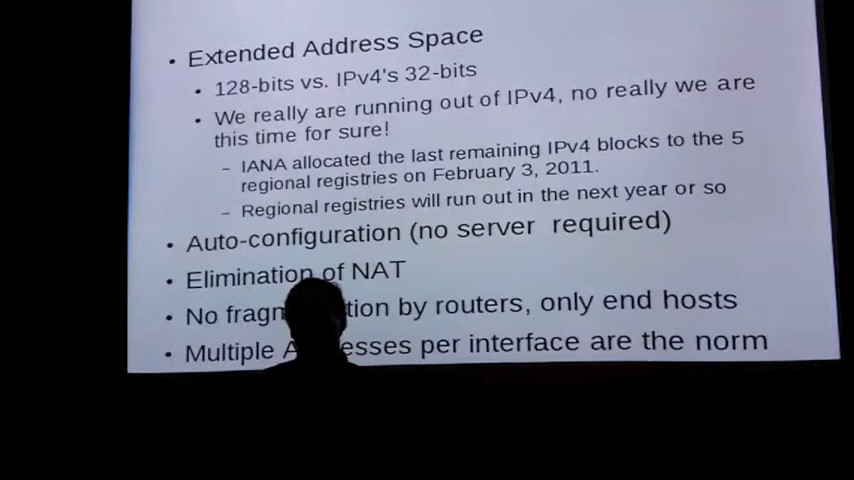 • Extended Address Space
• 128-bits vs. IPv4's 32-bits
• We really are running out of IPv4, no really we are
this time for sure!
– IANA allocated the last remaining IPv4 blocks to the 5
regional registries on February 3, 2011.
– Regional registries will run out in the next year or so
• Auto-configuration (no server required)
• Elimination of NAT
• No fragm tion by routers, only end hosts
• Multiple A esses per interface are the norm